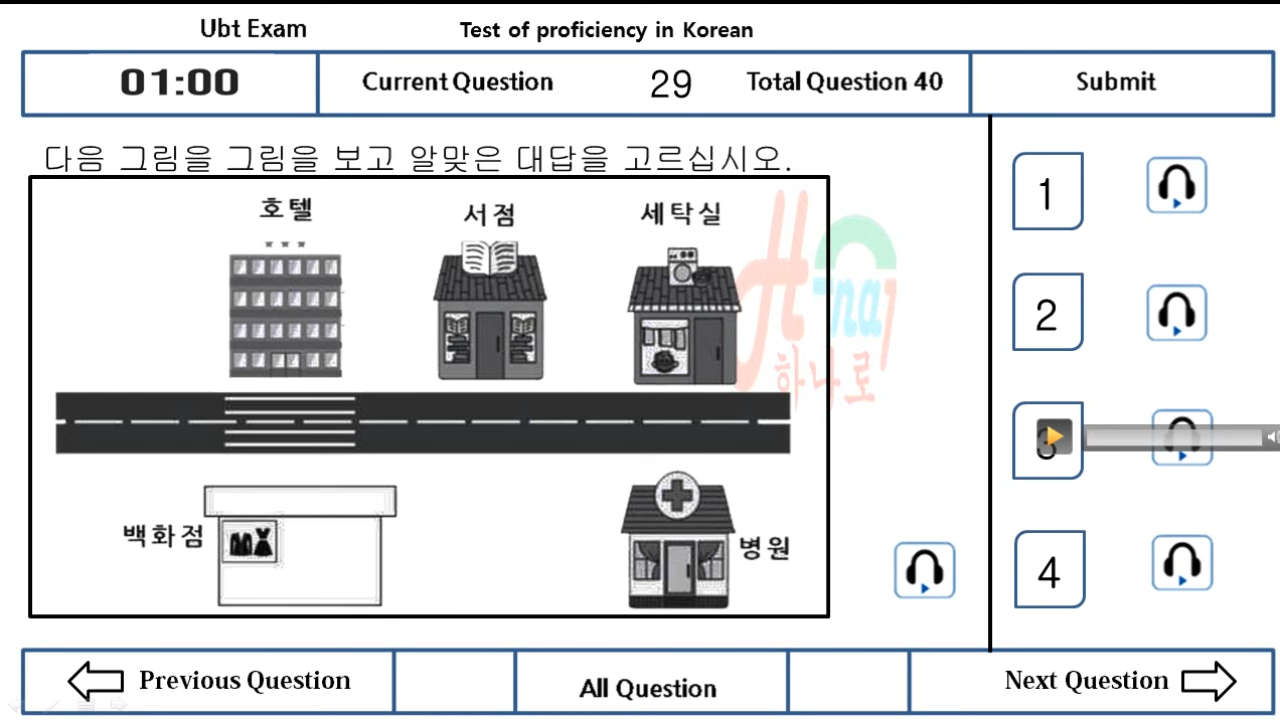 Ubt Exam Test of proficiency in Korean
01:00 Current Question 29 Total Question 40 Submit
다음 그림을 그림을 보고 알맞은 대답을 고르십시오.
호텔 서점 세탁실
백화점 병원
하나로
1
2
3
4
Previous Question All Question Next Question